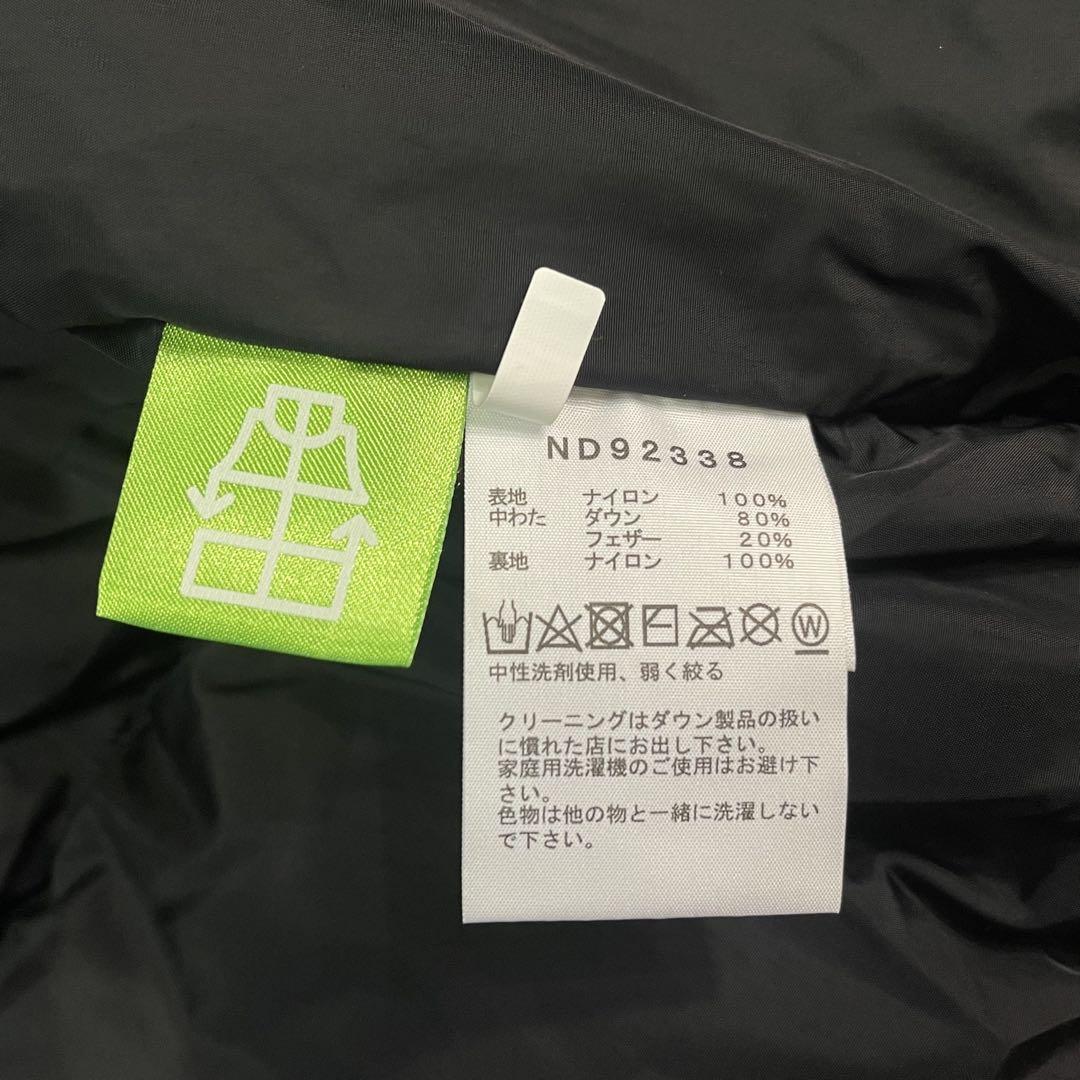 ND92338
表地 ナイロン 100%
中わた ダウン 80%
フェザー 20%
裏地 ナイロン 100%
W
中性洗剤使用、弱く絞る
クリーニングはダウン製品の扱い
に慣れた店にお出し下さい。
家庭用洗濯機のご使用はお避け下
さい。
色物は他の物と一緒に洗濯しない
で下さい。